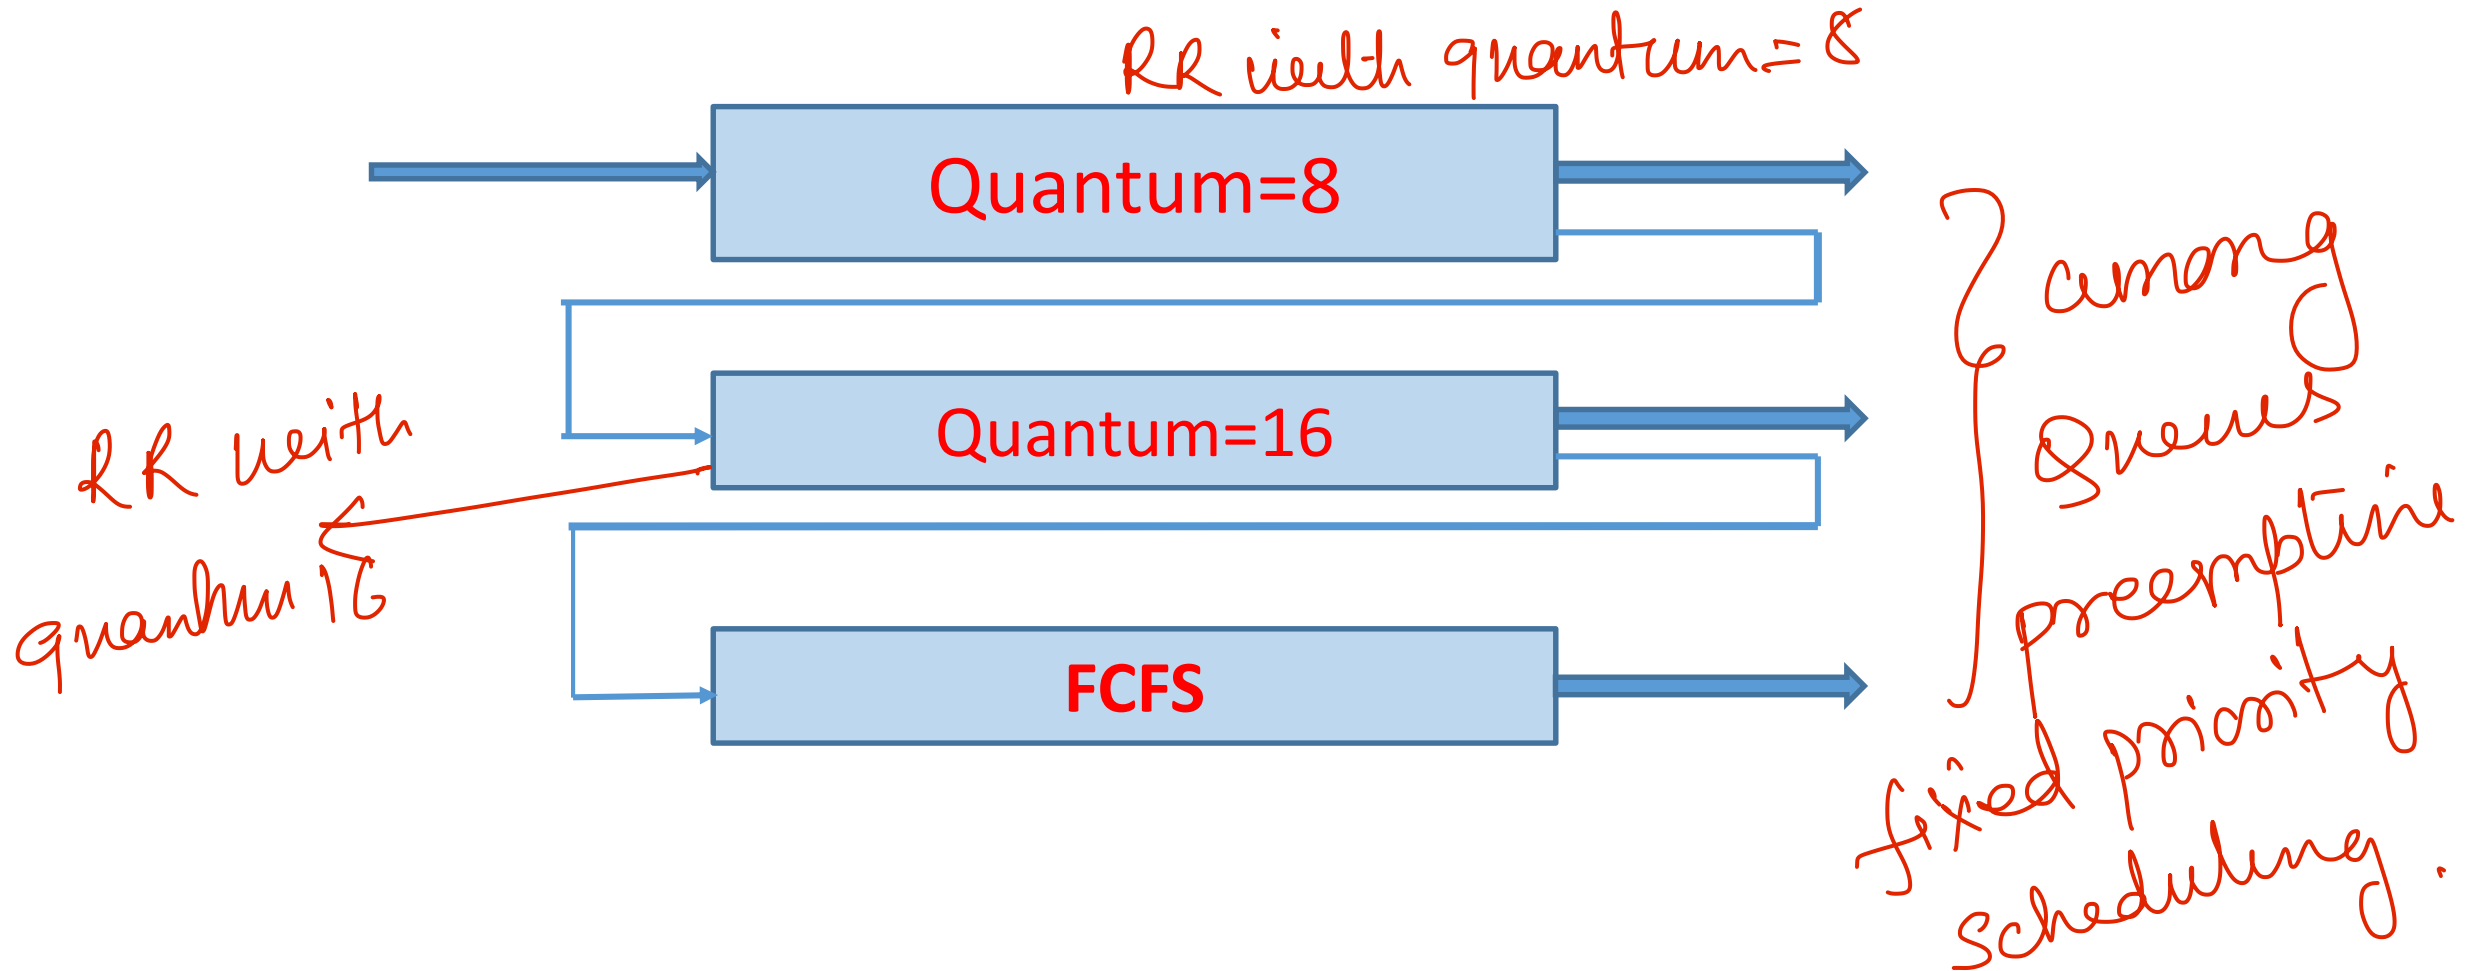 RR with quantum=8
Quantum=8
among
Queues
preemptive
fixed priority
scheduling.
Quantum=16
RR with
quantum 16
FCFS